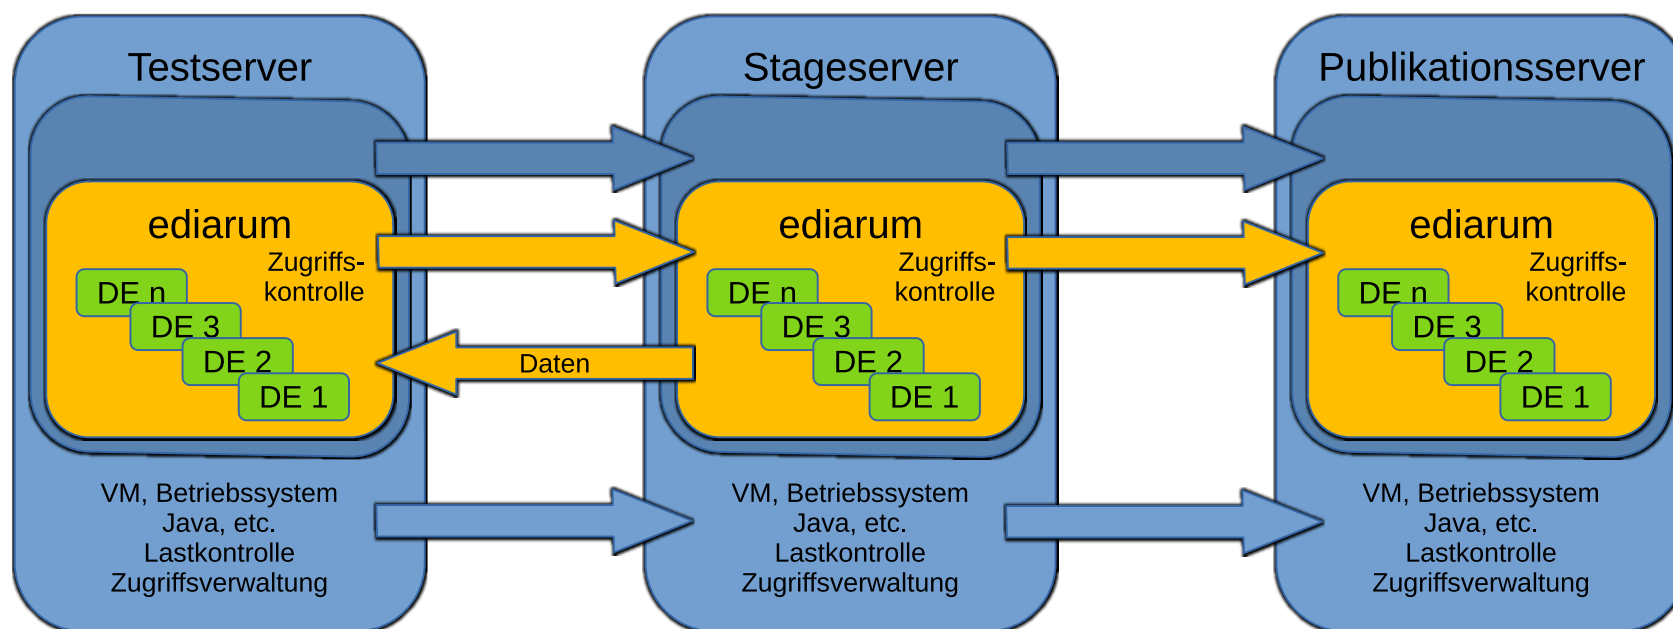 Testserver
ediarum
Zugriffs-
kontrolle
DE n
DE 3
DE 2
DE 1
VM, Betriebssystem
Java, etc.
Lastkontrolle
Zugriffsverwaltung
Daten
Stageserver
ediarum
Zugriffs-
kontrolle
DE n
DE 3
DE 2
DE 1
VM, Betriebssystem
Java, etc.
Lastkontrolle
Zugriffsverwaltung
Publikationsserver
ediarum
Zugriffs-
kontrolle
DE n
DE 3
DE 2
DE 1
VM, Betriebssystem
Java, etc.
Lastkontrolle
Zugriffsverwaltung